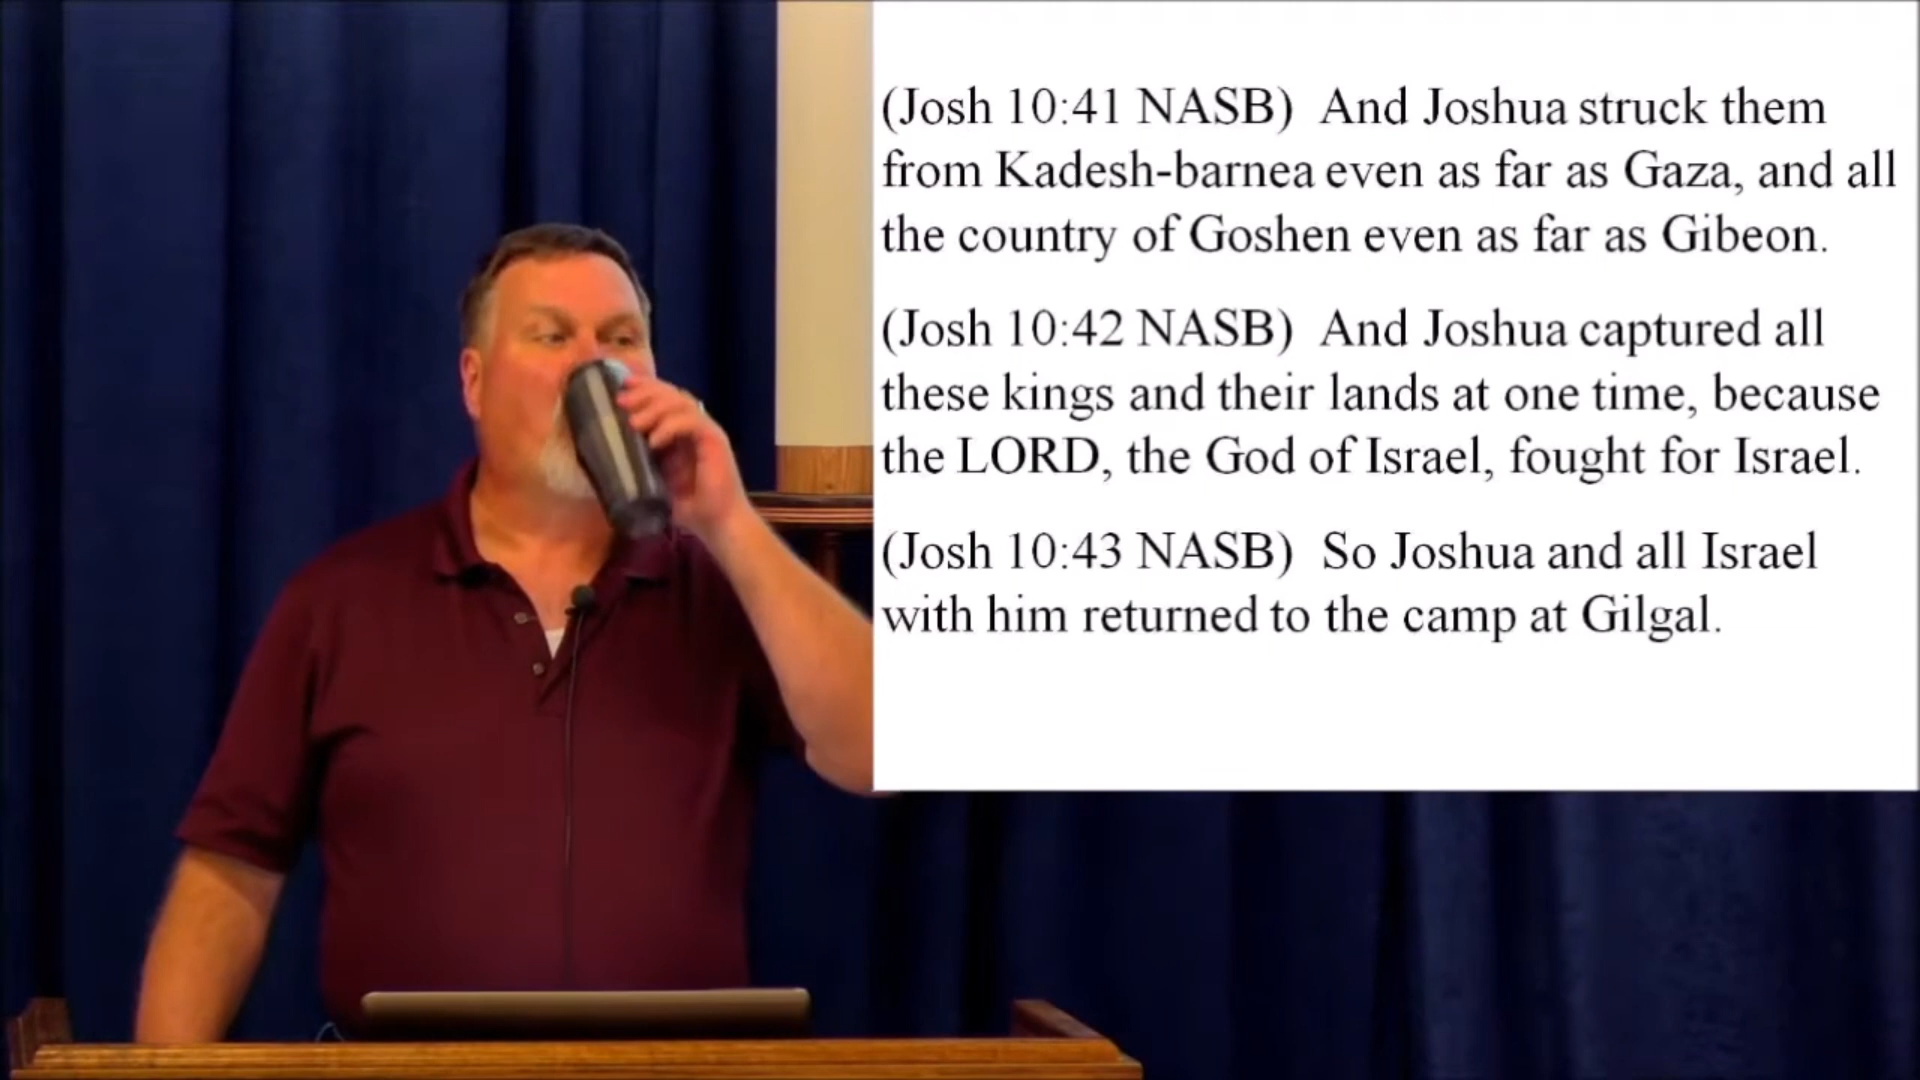 (Josh 10:41 NASB)  And Joshua struck them
from Kadesh-barnea even as far as Gaza, and all
the country of Goshen even as far as Gibeon.
(Josh 10:42 NASB)  And Joshua captured all
these kings and their lands at one time, because
the LORD, the God of Israel, fought for Israel.
(Josh 10:43 NASB)  So Joshua and all Israel
with him returned to the camp at Gilgal.